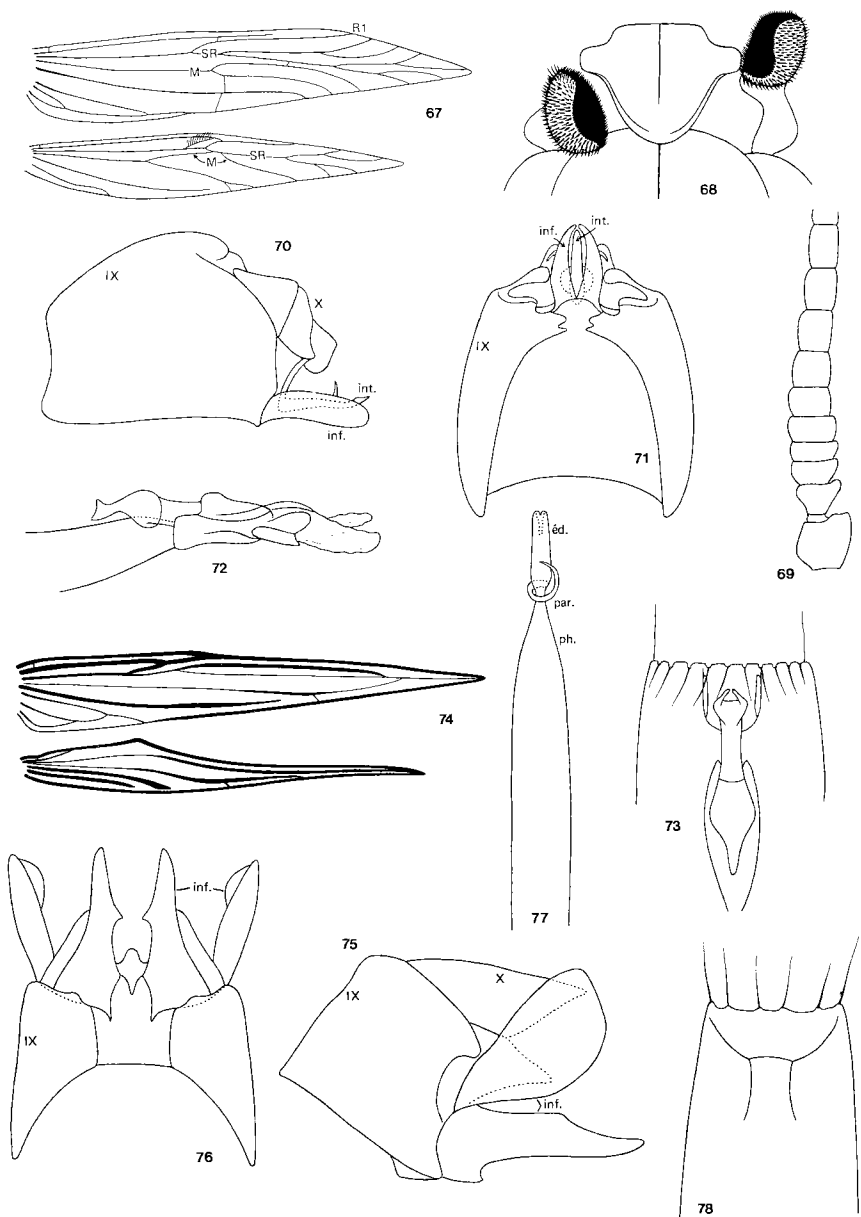 R1
SR
M
67
M
SR
68
70
IX
X
int.
inf.
inf.
int.
IX
71
69
72
éd.
par.
ph.
74
73
77
inf.
IX
76
75
IX
X
inf.
78